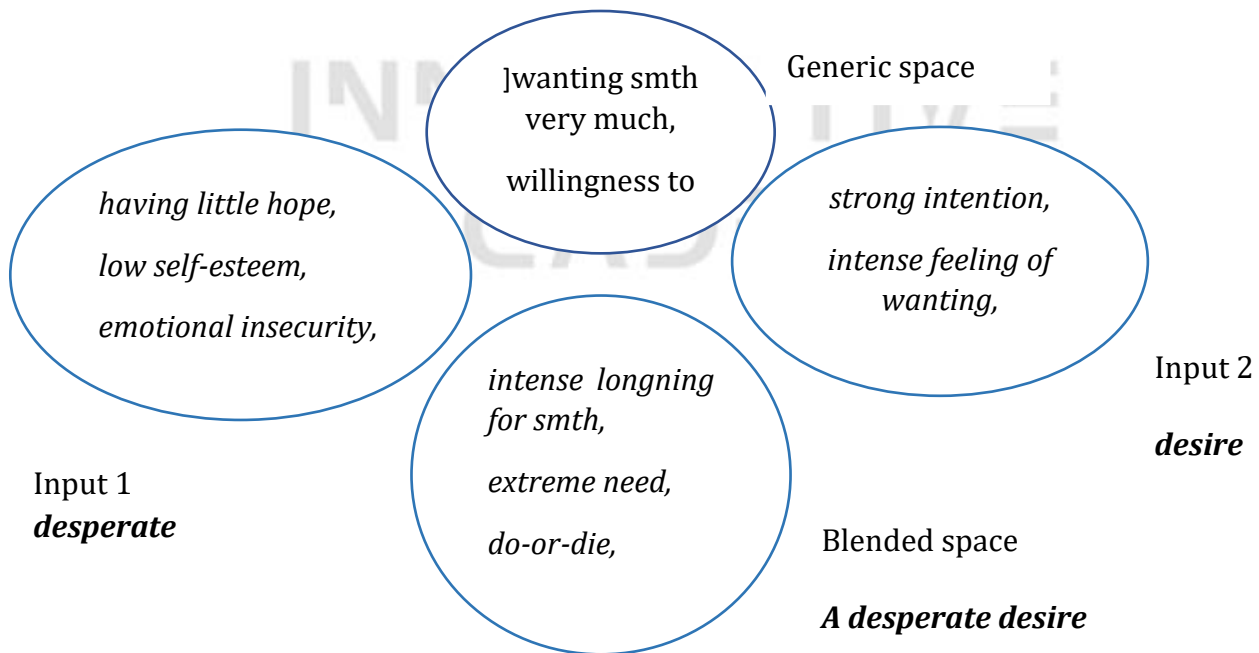 ]wanting smth
very much,
willingness to
Generic space
having little hope,
low self-esteem,
emotional insecurity,
strong intention,
intense feeling of
wanting,
intense longning
for smth,
extreme need,
do-or-die,
Input 1
desperate
Input 2
desire
Blended space
A desperate desire